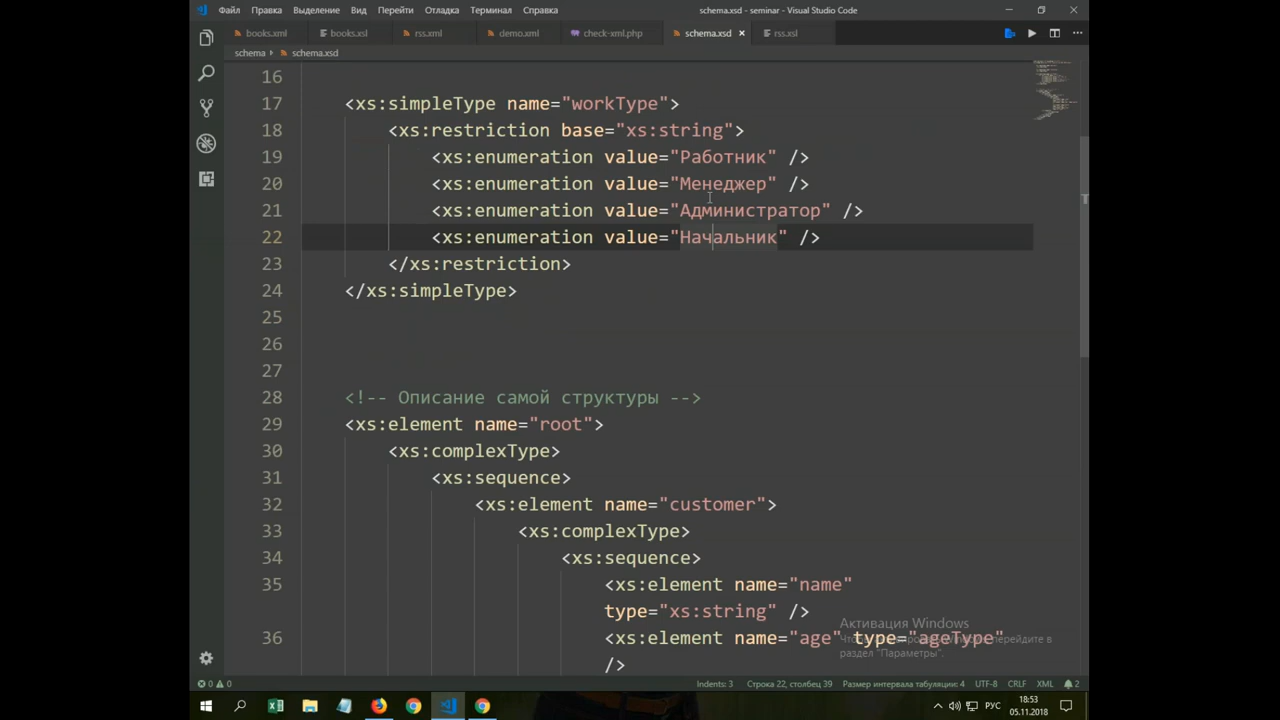 Файл Правка Выделение Вид Перейти Отладка Терминал Справка schema.xsd - seminar - Visual Studio Code
books.xml books.xsl rss.xml demo.xml check-xml.php schema.xsd rss.xsl
schema schema.xsd
16
17 <xs:simpleType name="workType">
18 <xs:restriction base="xs:string">
19 <xs:enumeration value="Работник" />
20 <xs:enumeration value="Менеджер" />
21 <xs:enumeration value="Администратор" />
22 <xs:enumeration value="Начальник" />
23 </xs:restriction>
24 </xs:simpleType>
25
26
27
28 <!-- Описание самой структуры -->
29 <xs:element name="root">
30 <xs:complexType>
31 <xs:sequence>
32 <xs:element name="customer">
33 <xs:complexType>
34 <xs:sequence>
35 <xs:element name="name"
type="xs:string" />
Активация Windows
36 <xs:element name="age" type="ageType"
перейдите в
раздел "Параметры".
/>
0 0 Indents: 3 Строка 22, столбец 39 Размер интервала табуляции: 4 UTF-8 CRLF XML 2
РУС 18:53
05.11.2018